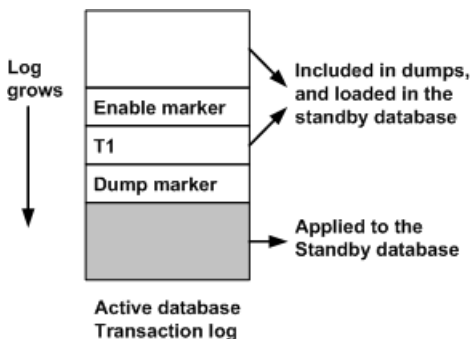 Log
grows
Enable marker
T1
Dump marker
Included in dumps,
and loaded in the
standby database
Applied to the
Standby database
Active database
Transaction log